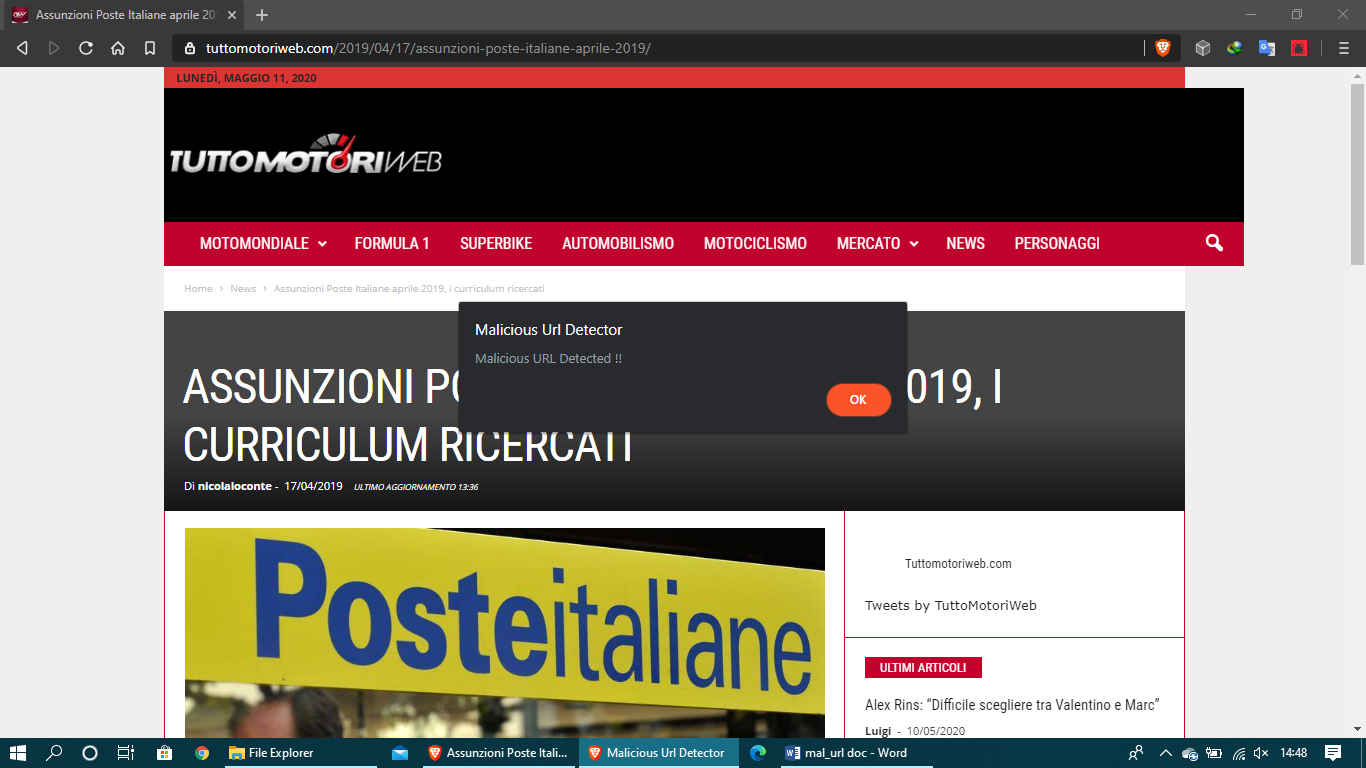 Assunzioni Poste Italiane aprile 20
tuttomotoriweb.com/2019/04/17/assunzioni-poste-italiane-aprile-2019/
LUNEDÌ, MAGGIO 11, 2020
TUTTOMOTORIWEB
MOTOMONDIALE FORMULA 1 SUPERBIKE AUTOMOBILISMO MOTOCICLISMO MERCATO NEWS PERSONAGGI
Home › News › Assunzioni Poste Italiane aprile 2019, i curriculum ricercati
Malicious Url Detector
Malicious URL Detected !!
OK
ASSUNZIONI PO 019, I
CURRICULUM RICERCATI
Di nicolaloconte - 17/04/2019 ULTIMO AGGIORNAMENTO 13:36
Posteitaliane
Tuttomotoriweb.com
Tweets by TuttoMotoriWeb
ULTIMI ARTICOLI
Alex Rins: “Difficile scegliere tra Valentino e Marc”
Luigi - 10/05/2020
File Explorer
Assunzioni Poste Itali...
Malicious Url Detector
mal_url doc - Word
14:48